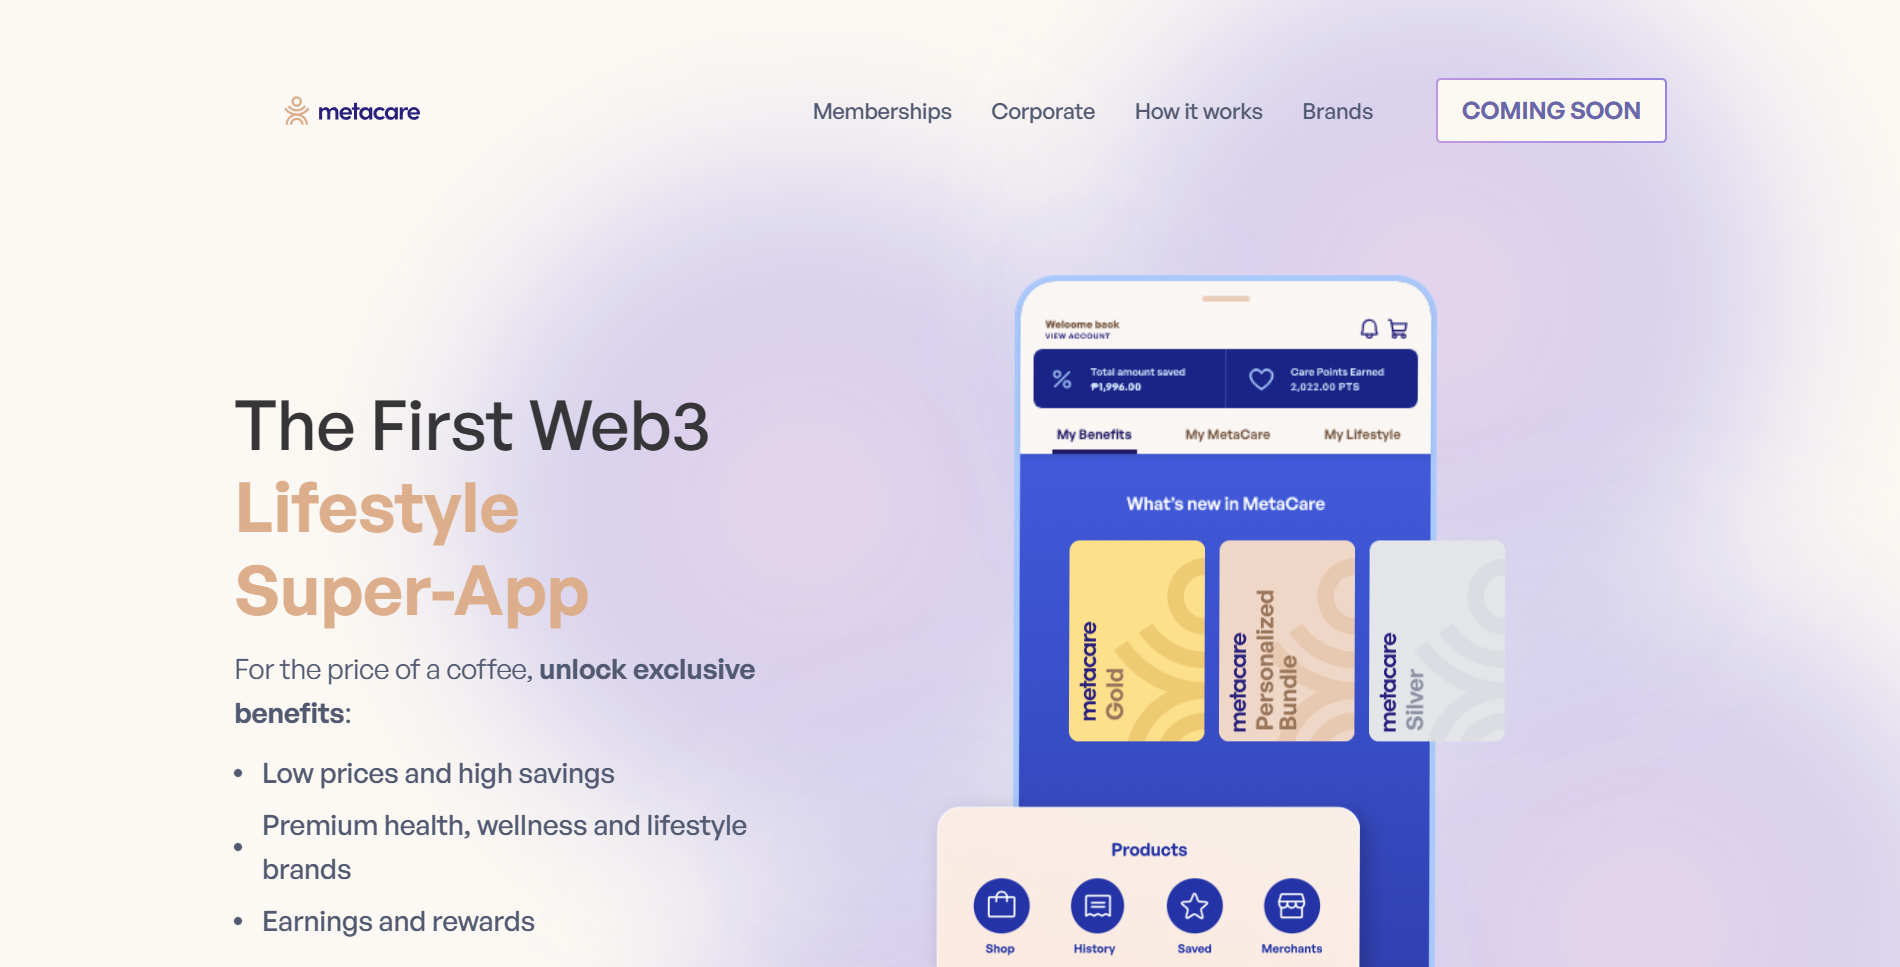 metacare
Memberships
Corporate
How it works
Brands
COMING SOON
The First Web3
Lifestyle
Super-App
For the price of a coffee, unlock exclusive
benefits:
• Low prices and high savings
• Premium health, wellness and lifestyle
brands
• Earnings and rewards
Welcome back
VIEW ACCOUNT
Total amount saved
₱1,996.00
Care Points Earned
2,022.00 PTS
My Benefits
My MetaCare
My Lifestyle
What's new in MetaCare
metacare
Gold
metacare
Personalized
Bundle
metacare
Silver
Products
Shop
History
Saved
Merchants